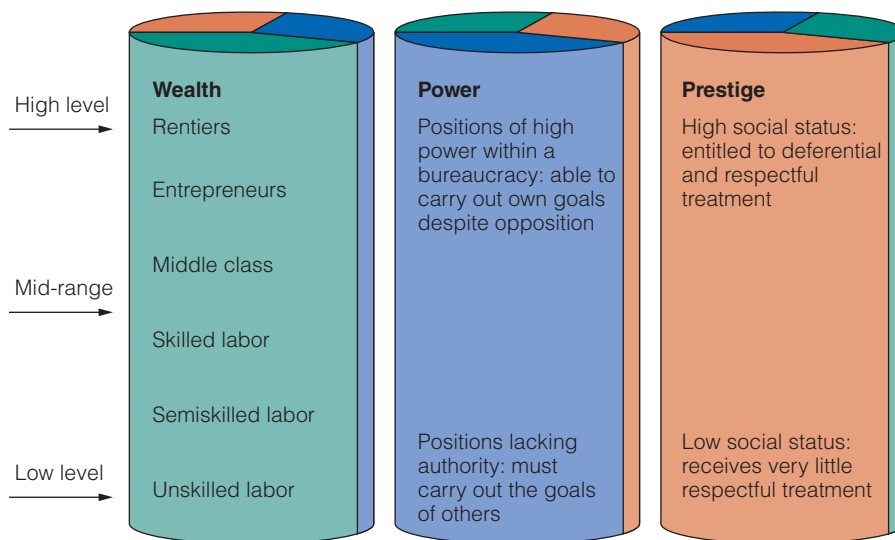 High level
Mid-range
Low level
Wealth
Rentiers
Entrepreneurs
Middle class
Skilled labor
Semiskilled labor
Unskilled labor
Power
Positions of high
power within a
bureaucracy: able to
carry out own goals
despite opposition
Positions lacking
authority: must
carry out the goals
of others
Prestige
High social status:
entitled to deferential
and respectful
treatment
Low social status:
receives very little
respectful treatment